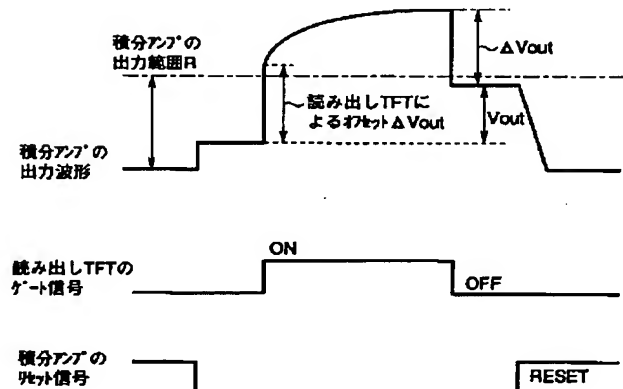 積分アンプの
出力範囲R
ΔVout
読み出しTFTに
よるオフセットΔVout
Vout
積分アンプの
出力波形
ON
読み出しTFTの
ゲート信号
OFF
積分アンプの
リセット信号
RESET